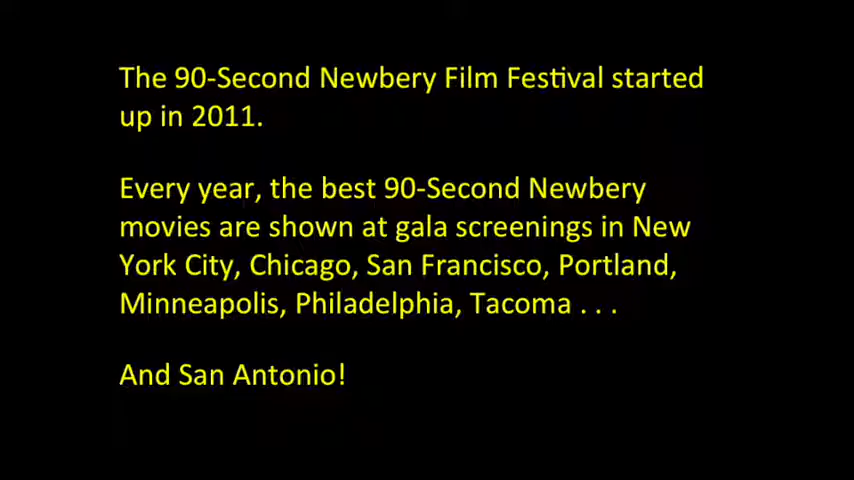 The 90-Second Newbery Film Festival started
up in 2011.
Every year, the best 90-Second Newbery
movies are shown at gala screenings in New
York City, Chicago, San Francisco, Portland,
Minneapolis, Philadelphia, Tacoma . . .
And San Antonio!